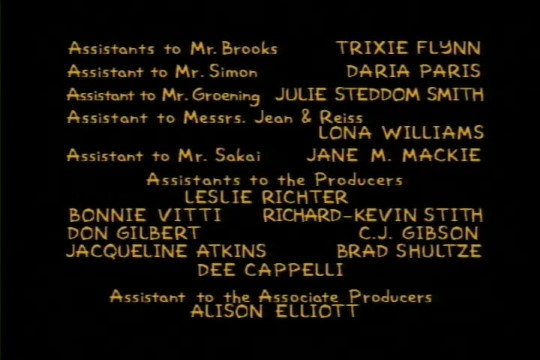 Assistants to Mr. Brooks TRIXIE FLYNN
Assistant to Mr. Simon DARIA PARIS
Assistant to Mr. Groening JULIE STEDDOM SMITH
Assistant to Messrs. Jean & Reiss
LONA WILLIAMS
Assistant to Mr. Sakai JANE M. MACKIE
Assistants to the Producers
LESLIE RICHTER
BONNIE VITTI RICHARD-KEVIN STITH
DON GILBERT C.J. GIBSON
JACQUELINE ATKINS BRAD SHULTZE
DEE CAPPELLI
Assistant to the Associate Producers
ALISON ELLIOTT